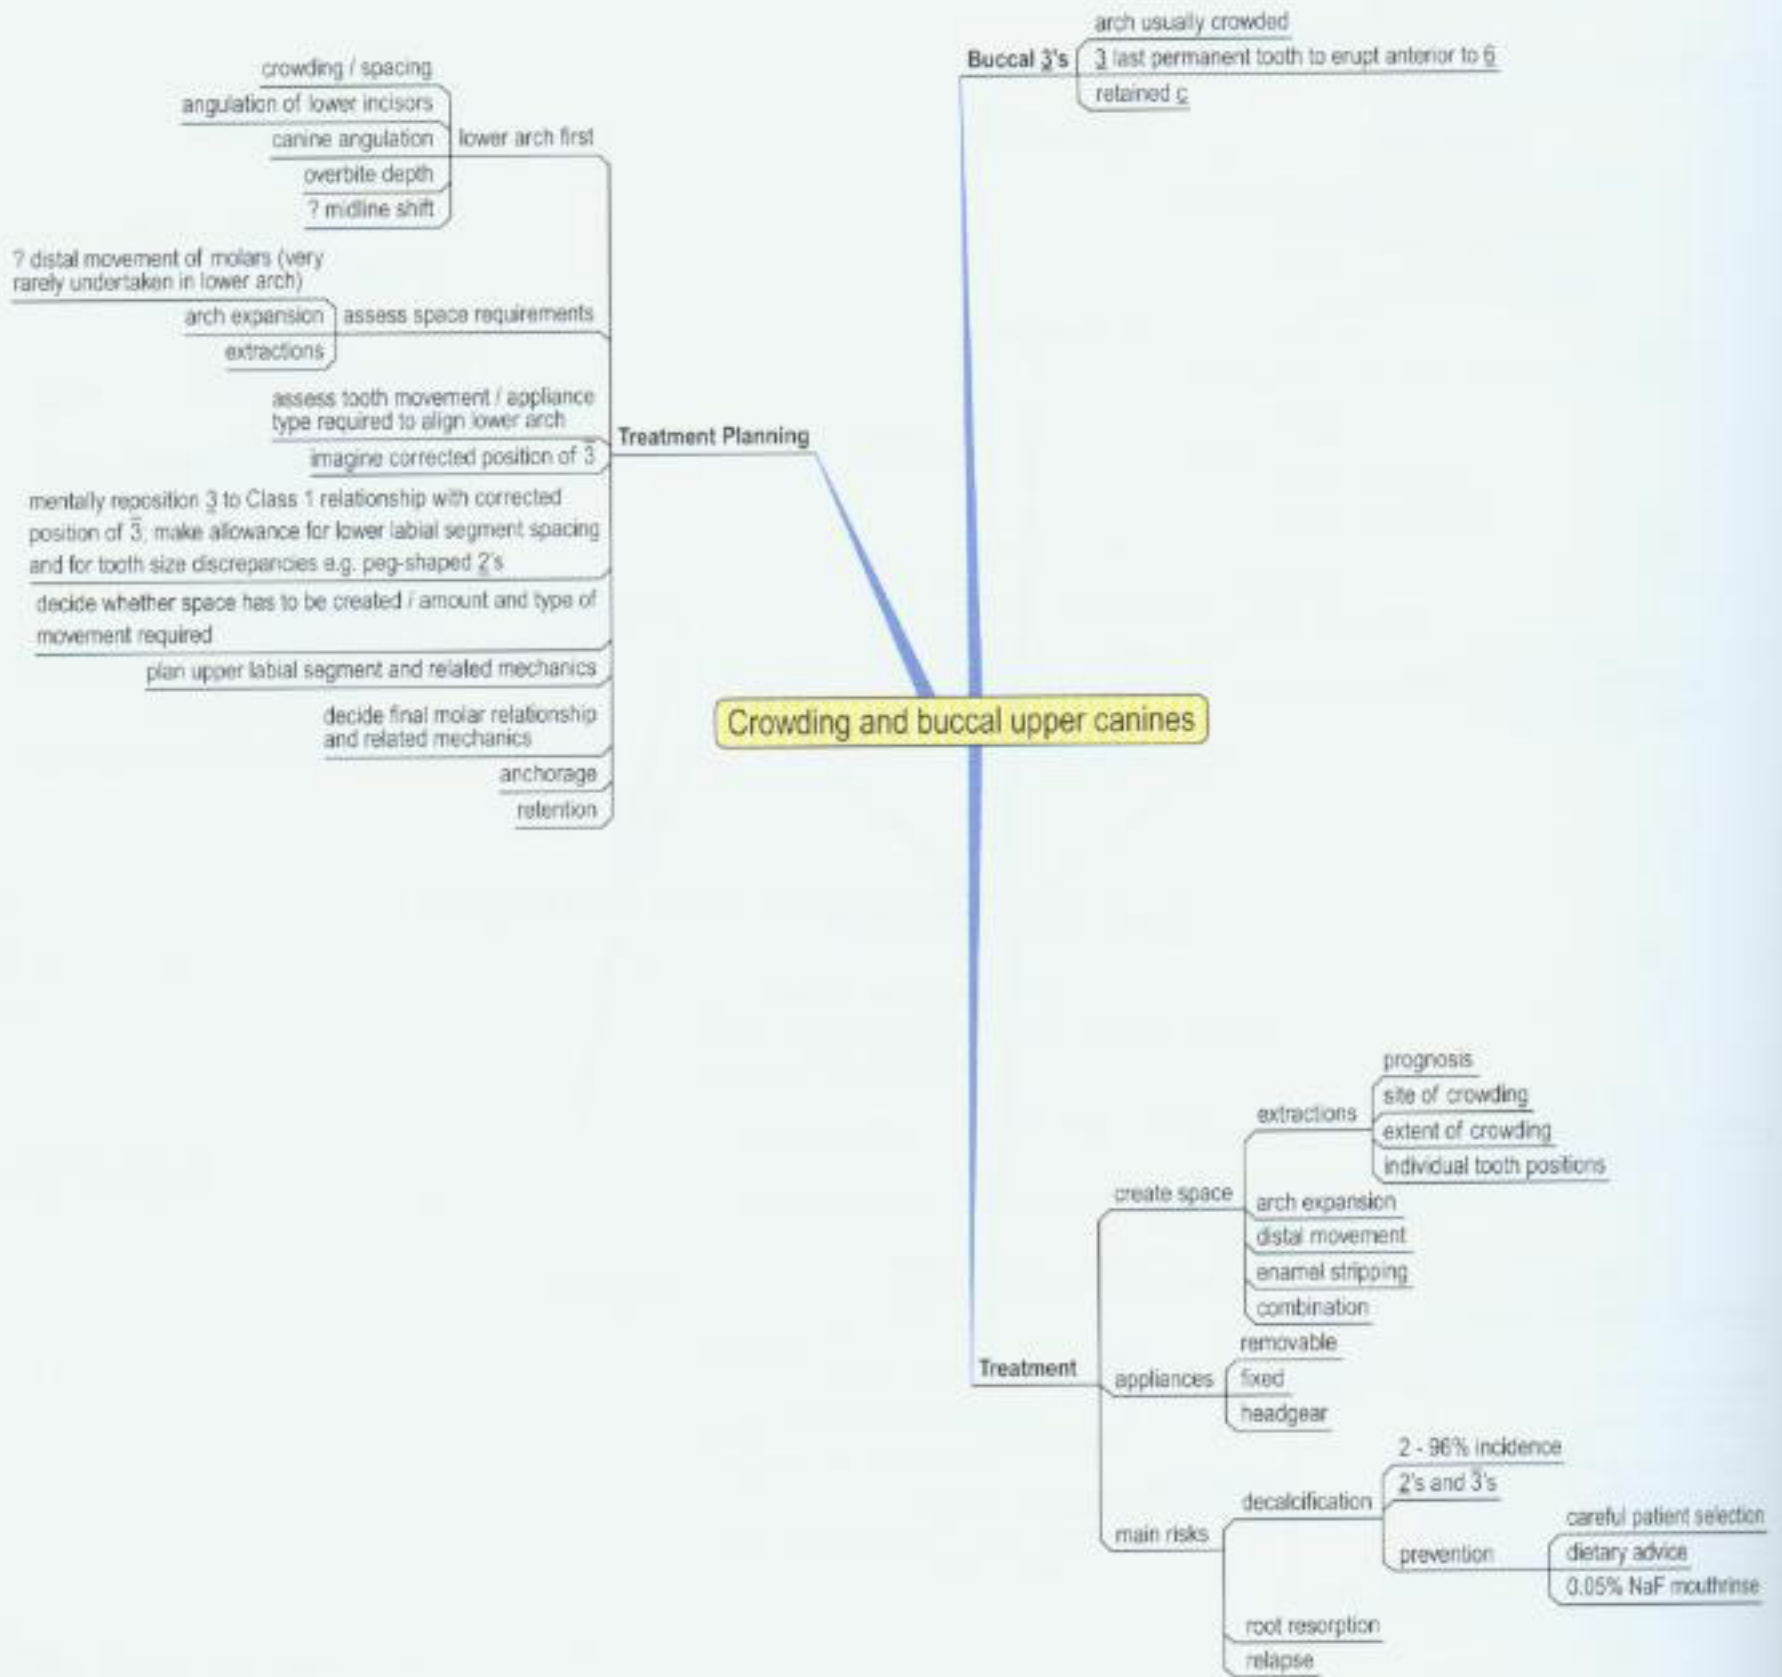 Crowding and buccal upper canines
Buccal 3̲'s
arch usually crowded
3̲ last permanent tooth to erupt anterior to 6̲
retained c̲
Treatment Planning
lower arch first
crowding / spacing
angulation of lower incisors
canine angulation
overbite depth
? midline shift
assess space requirements
? distal movement of molars (very
rarely undertaken in lower arch)
arch expansion
extractions
assess tooth movement / appliance
type required to align lower arch
imagine corrected position of 3̅
mentally reposition 3̲ to Class 1 relationship with corrected
position of 3̅; make allowance for lower labial segment spacing
and for tooth size discrepancies e.g. peg-shaped 2̲'s
decide whether space has to be created / amount and type of
movement required
plan upper labial segment and related mechanics
decide final molar relationship
and related mechanics
anchorage
retention
Treatment
create space
extractions
prognosis
site of crowding
extent of crowding
individual tooth positions
arch expansion
distal movement
enamel stripping
combination
appliances
removable
fixed
headgear
main risks
decalcification
2 - 96% incidence
2̲'s and 3̅'s
prevention
careful patient selection
dietary advice
0.05% NaF mouthrinse
root resorption
relapse